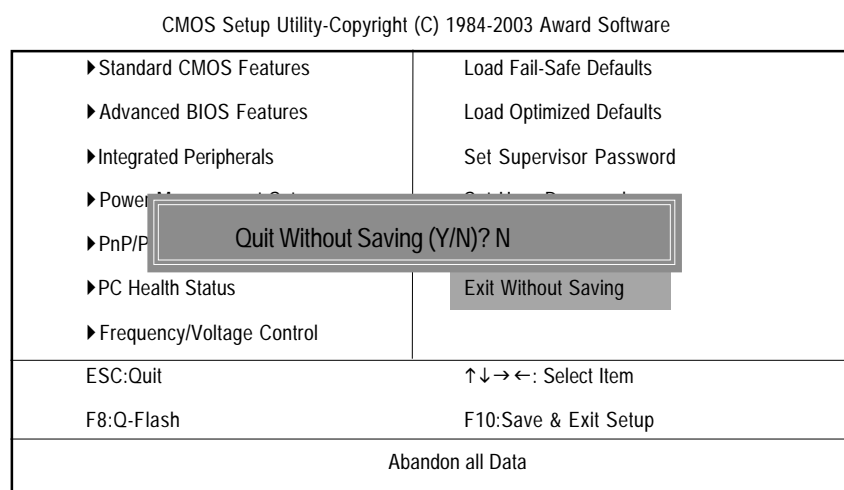 CMOS Setup Utility-Copyright (C) 1984-2003 Award Software
▶Standard CMOS Features
Load Fail-Safe Defaults
▶Advanced BIOS Features
Load Optimized Defaults
▶Integrated Peripherals
Set Supervisor Password
▶Power
▶PnP/P
Quit Without Saving (Y/N)? N
▶PC Health Status
Exit Without Saving
▶Frequency/Voltage Control
ESC:Quit
↑↓→←: Select Item
F8:Q-Flash
F10:Save & Exit Setup
Abandon all Data